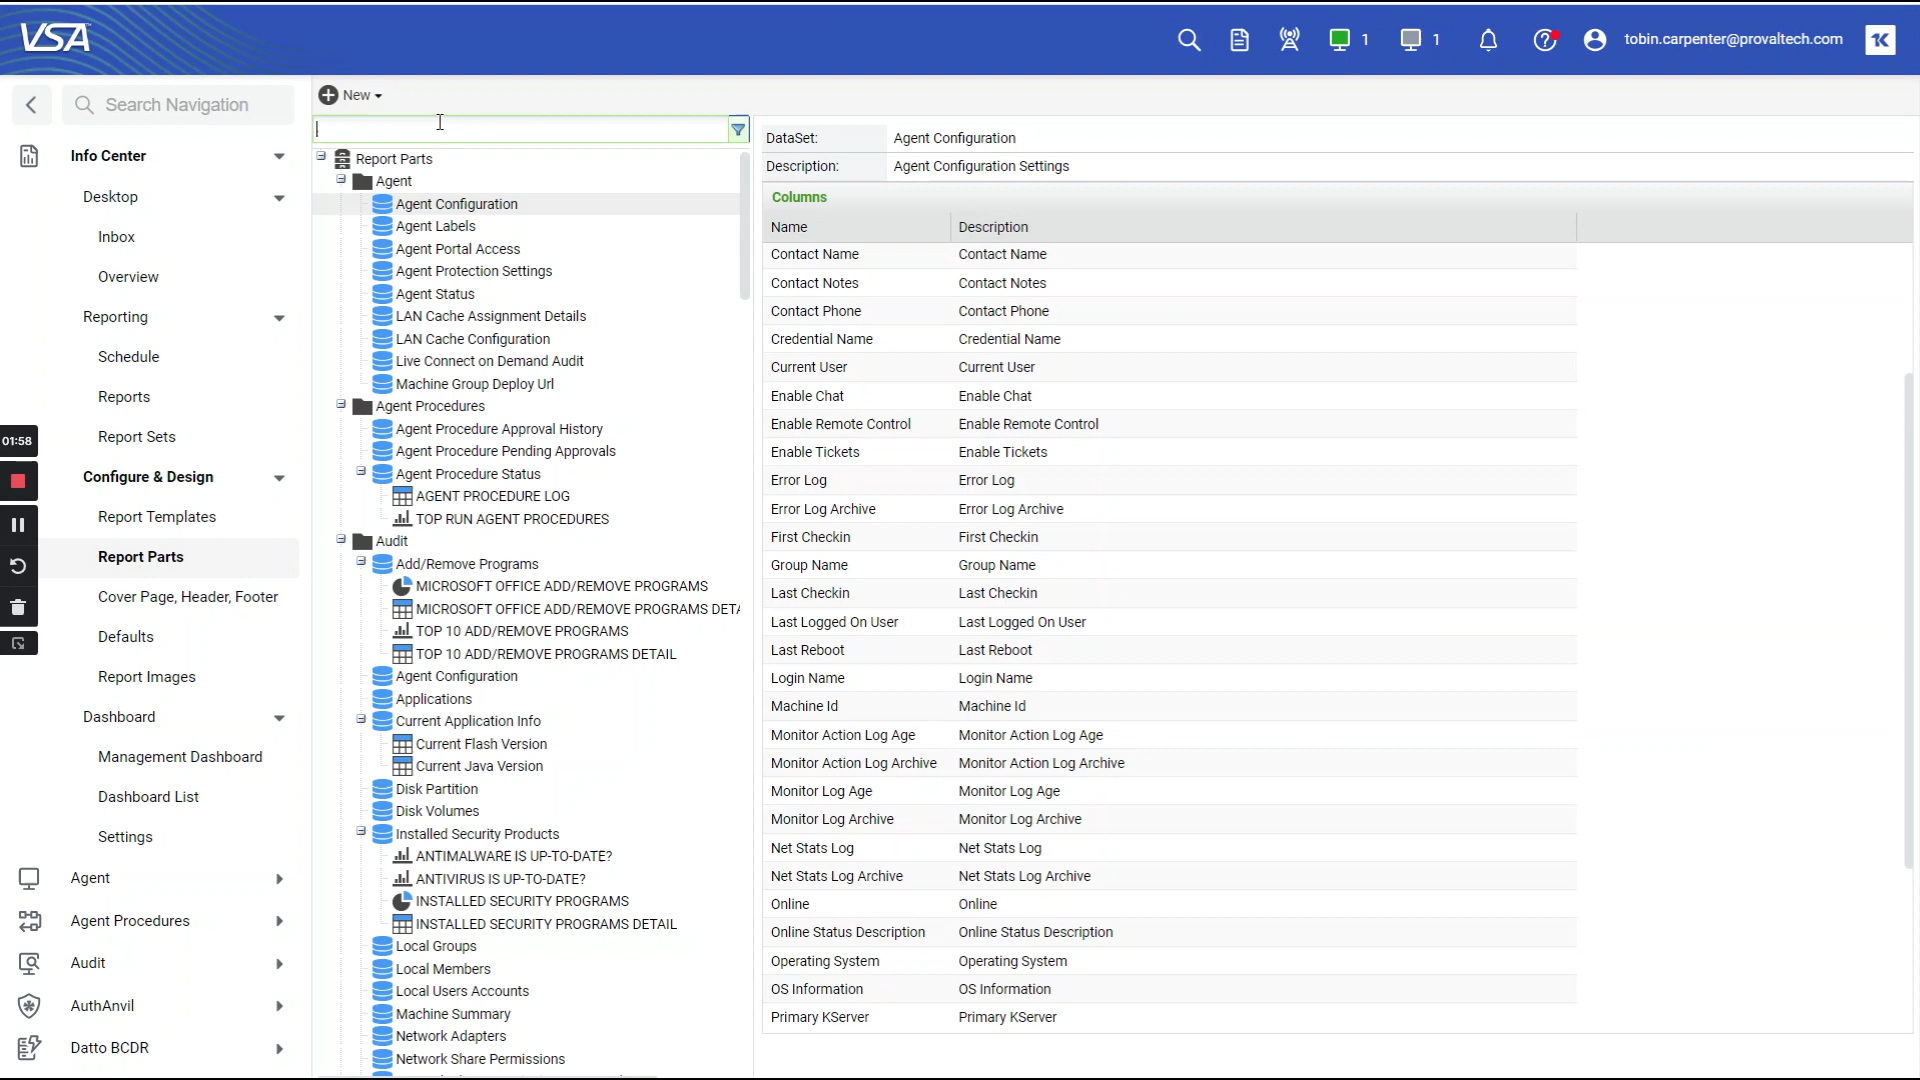 VSA
1
1
tobin.carpenter@provaltech.com
Search Navigation
Info Center
Desktop
Inbox
Overview
Reporting
Schedule
Reports
Report Sets
Configure & Design
Report Templates
Report Parts
Cover Page, Header, Footer
Defaults
Report Images
Dashboard
Management Dashboard
Dashboard List
Settings
Agent
Agent Procedures
Audit
AuthAnvil
Datto BCDR
01:58
New
Report Parts
Agent
Agent Configuration
Agent Labels
Agent Portal Access
Agent Protection Settings
Agent Status
LAN Cache Assignment Details
LAN Cache Configuration
Live Connect on Demand Audit
Machine Group Deploy Url
Agent Procedures
Agent Procedure Approval History
Agent Procedure Pending Approvals
Agent Procedure Status
AGENT PROCEDURE LOG
TOP RUN AGENT PROCEDURES
Audit
Add/Remove Programs
MICROSOFT OFFICE ADD/REMOVE PROGRAMS
MICROSOFT OFFICE ADD/REMOVE PROGRAMS DETA
TOP 10 ADD/REMOVE PROGRAMS
TOP 10 ADD/REMOVE PROGRAMS DETAIL
Agent Configuration
Applications
Current Application Info
Current Flash Version
Current Java Version
Disk Partition
Disk Volumes
Installed Security Products
ANTIMALWARE IS UP-TO-DATE?
ANTIVIRUS IS UP-TO-DATE?
INSTALLED SECURITY PROGRAMS
INSTALLED SECURITY PROGRAMS DETAIL
Local Groups
Local Members
Local Users Accounts
Machine Summary
Network Adapters
Network Share Permissions
DataSet: Agent Configuration
Description: Agent Configuration Settings
Columns
Name Description
Contact Name Contact Name
Contact Notes Contact Notes
Contact Phone Contact Phone
Credential Name Credential Name
Current User Current User
Enable Chat Enable Chat
Enable Remote Control Enable Remote Control
Enable Tickets Enable Tickets
Error Log Error Log
Error Log Archive Error Log Archive
First Checkin First Checkin
Group Name Group Name
Last Checkin Last Checkin
Last Logged On User Last Logged On User
Last Reboot Last Reboot
Login Name Login Name
Machine Id Machine Id
Monitor Action Log Age Monitor Action Log Age
Monitor Action Log Archive Monitor Action Log Archive
Monitor Log Age Monitor Log Age
Monitor Log Archive Monitor Log Archive
Net Stats Log Net Stats Log
Net Stats Log Archive Net Stats Log Archive
Online Online
Online Status Description Online Status Description
Operating System Operating System
OS Information OS Information
Primary KServer Primary KServer